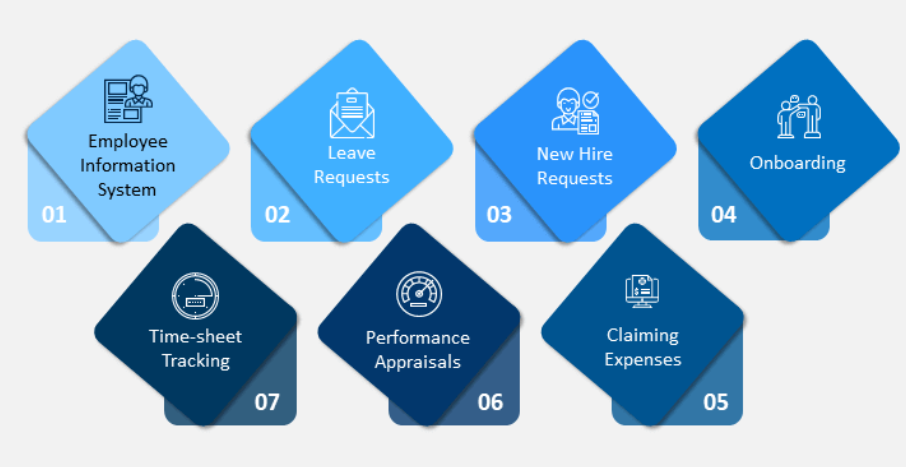 Employee
Information
System
01
Leave
Requests
02
New Hire
Requests
03
Onboarding
04
Time-sheet
Tracking
07
Performance
Appraisals
06
Claiming
Expenses
05